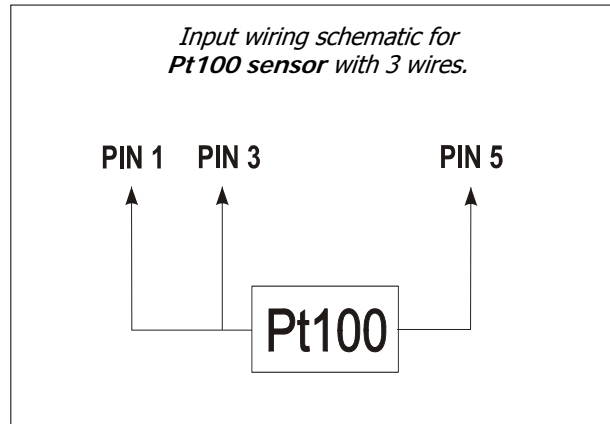 Input wiring schematic for
Pt100 sensor with 3 wires.
PIN 1 PIN 3 PIN 5
Pt100